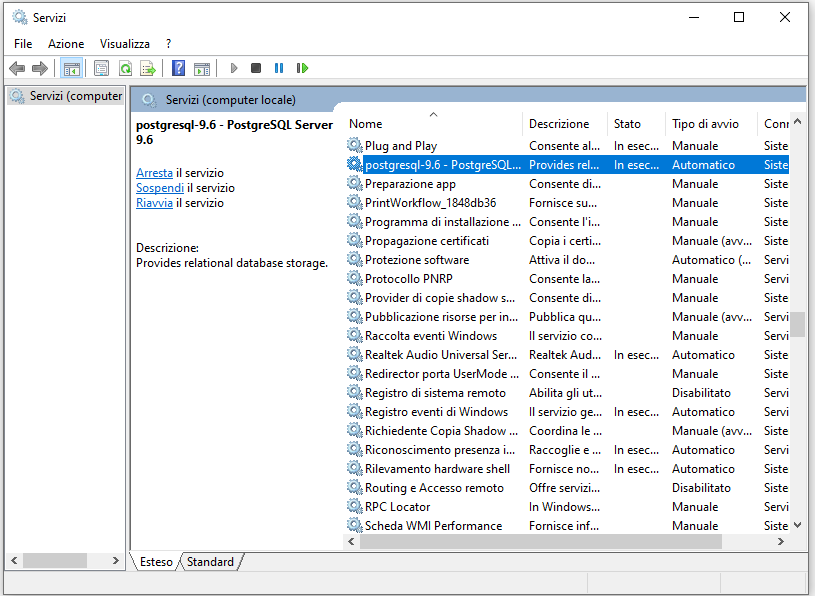 Servizi
File Azione Visualizza ?
Servizi (computer
Servizi (computer locale)
postgresql-9.6 - PostgreSQL Server
9.6
Arresta il servizio
Sospendi il servizio
Riavvia il servizio
Descrizione:
Provides relational database storage.
Nome Descrizione Stato Tipo di avvio Conr
Plug and Play Consente al... In esec... Manuale Siste
postgresql-9.6 - PostgreSQL... Provides rel... In esec... Automatico Siste
Preparazione app Consente di... Manuale Siste
PrintWorkflow_1848db36 Fornisce su... Manuale Siste
Programma di installazione ... Consente l'i... Manuale Siste
Propagazione certificati Copia i certi... Manuale (avv... Siste
Protezione software Attiva il do... Automatico (... Servi
Protocollo PNRP Consente la... Manuale Servi
Provider di copie shadow s... Consente di... Manuale Siste
Pubblicazione risorse per in... Pubblica qu... Manuale (avv... Servi
Raccolta eventi Windows Il servizio co... Manuale Servi
Realtek Audio Universal Ser... Realtek Aud... In esec... Automatico Siste
Redirector porta UserMode ... Consente il ... Manuale Siste
Registro di sistema remoto Abilita gli ut... Disabilitato Servi
Registro eventi di Windows Il servizio ge... In esec... Automatico Servi
Richiedente Copia Shadow ... Coordina le ... Manuale (avv... Siste
Riconoscimento presenza i... Raccoglie e ... In esec... Automatico Servi
Rilevamento hardware shell Fornisce no... In esec... Automatico Siste
Routing e Accesso remoto Offre servizi... Disabilitato Siste
RPC Locator In Windows... Manuale Servi
Scheda WMI Performance Fornisce inf... Manuale Siste
Esteso Standard